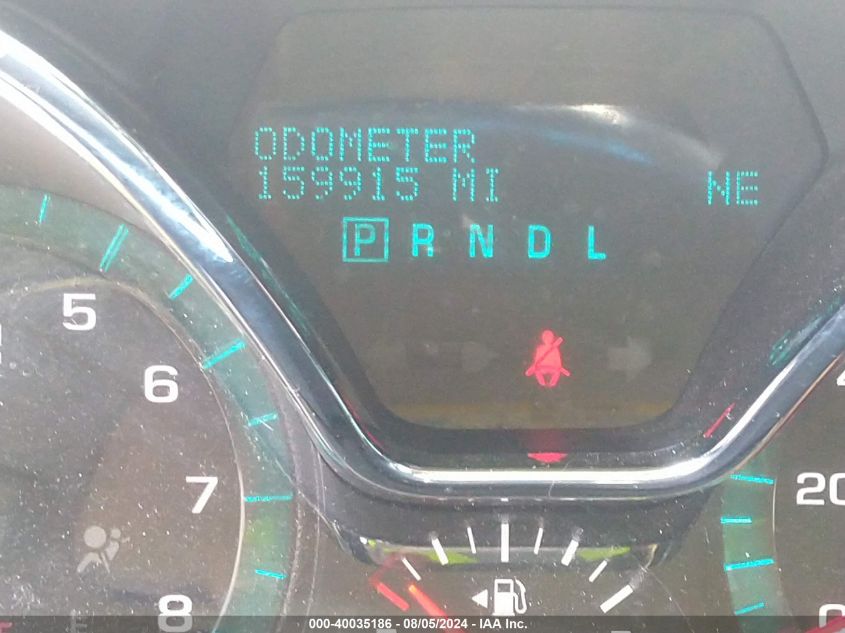 ODOMETER
159915 MI NE
P R N D L
5
6
7
8
20
000-40035186 - 08/05/2024 - IAA Inc.